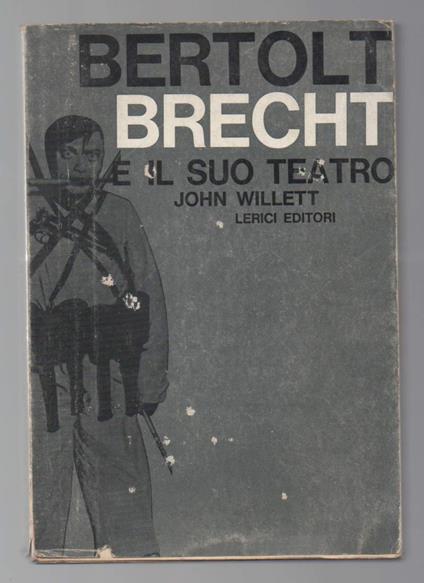 BERTOLT
BRECHT
E IL SUO TEATRO
JOHN WILLETT
LERICI EDITORI